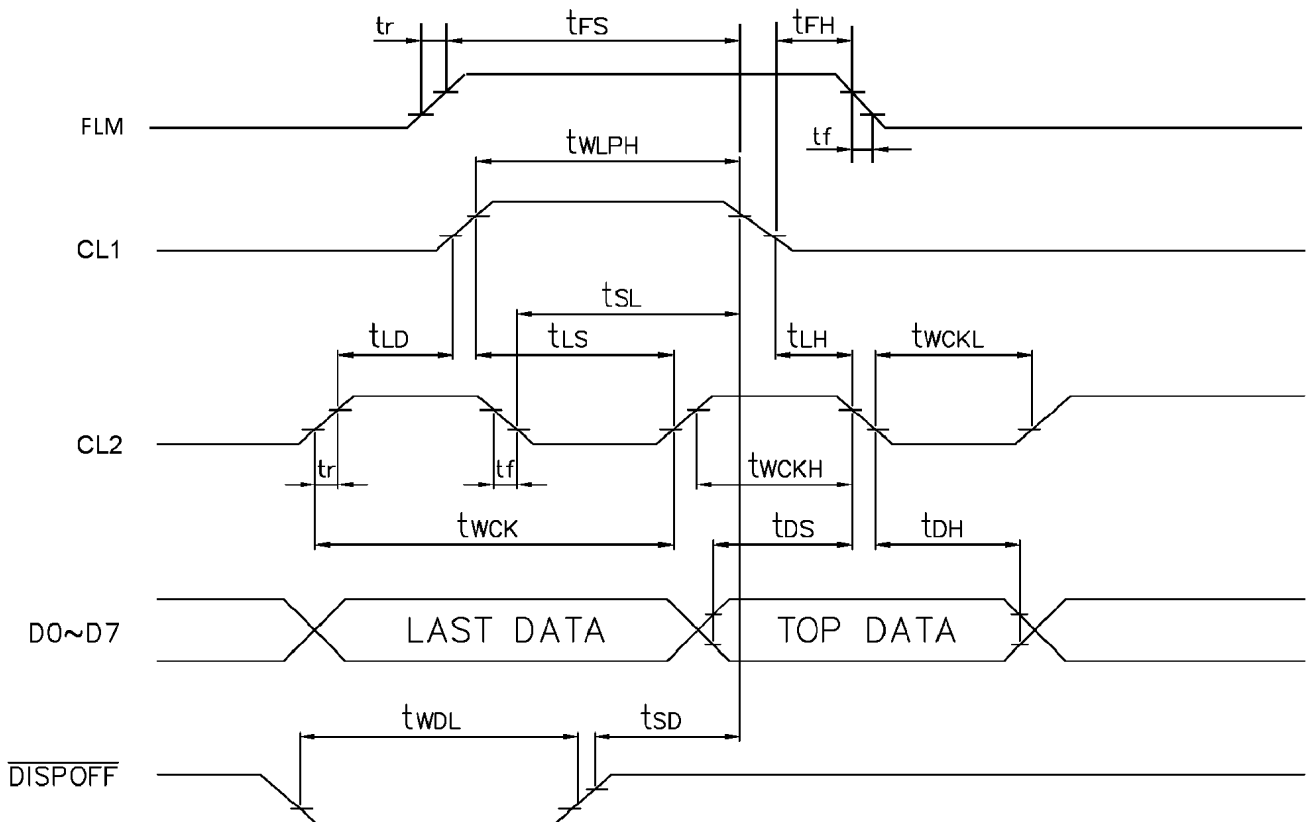 tr tFS tFH
FLM
tWLPH tf
CL1
tSL
tLD tLS tLH tWCKL
CL2
tr tf tWCKH
tWCK tDS tDH
D0~D7 LAST DATA TOP DATA
tWDL tSD
DISPOFF